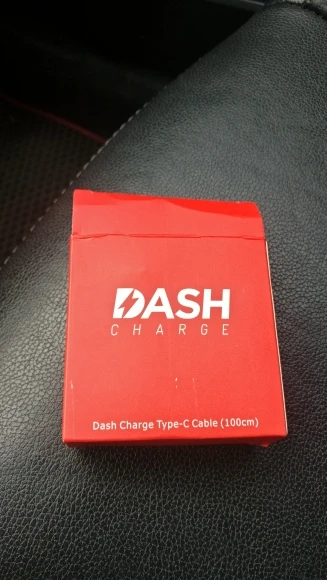 DASH
CHARGE
Dash Charge Type-C Cable (100cm)